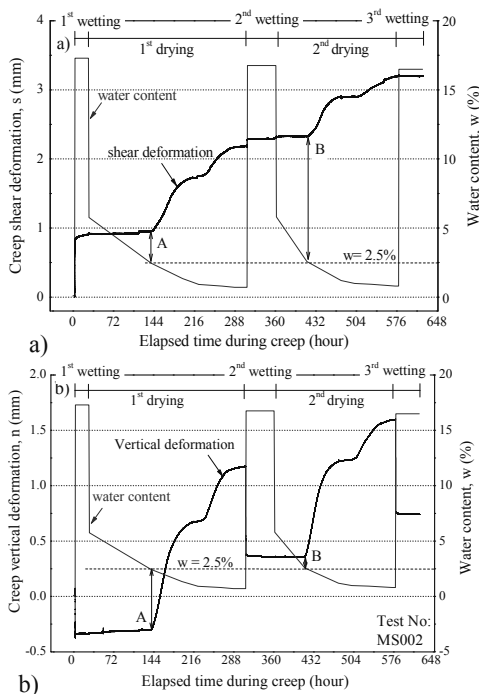 1st wetting 2nd wetting 3rd wetting
a) 1st drying 2nd drying
20
15
10
5
0
3
2
1
0
water content
shear deformation
A
B
w= 2.5%
Creep shear deformation, s (mm)
Water content, w (%)
0 72 144 216 288 360 432 504 576 648
Elapsed time during creep (hour)
a)
1st wetting 2nd wetting 3rd wetting
b) 1st drying 2nd drying
2.0
1.5
1.0
0.5
0.0
-0.5
20
15
10
5
0
-5
Vertical deformation
water content
w = 2.5%
A
B
Test No:
MS002
Creep vertical deformation, n (mm)
Water content, w (%)
0 72 144 216 288 360 432 504 576 648
Elapsed time during creep (hour)
b)